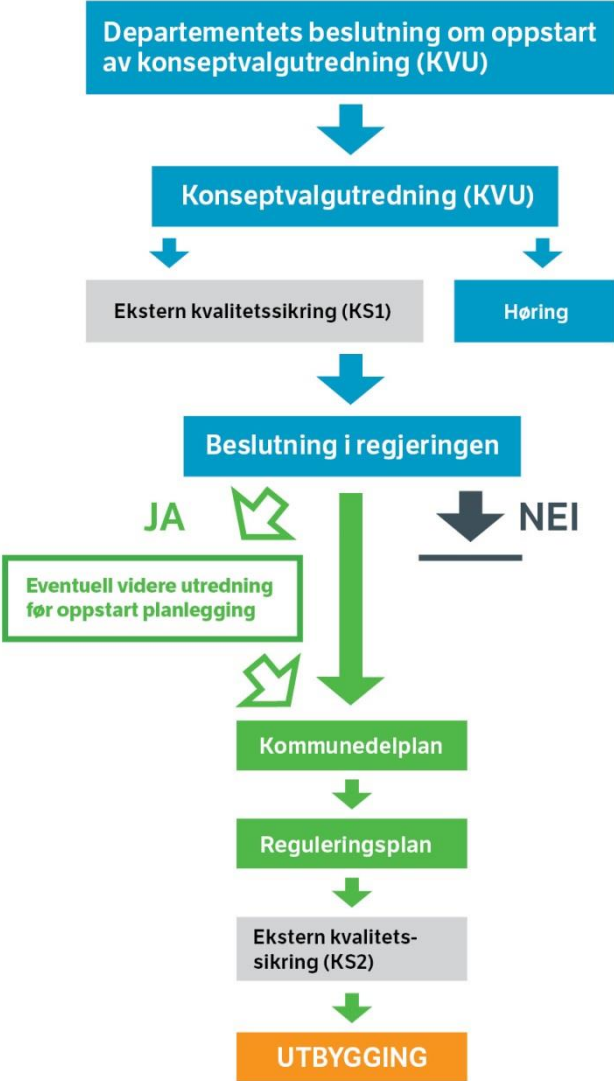 Departementets beslutning om oppstart
av konseptvalgutredning (KVU)
Konseptvalgutredning (KVU)
Ekstern kvalitetssikring (KS1)
Høring
Beslutning i regjeringen
JA
NEI
Eventuell videre utredning
før oppstart planlegging
Kommunedelplan
Reguleringsplan
Ekstern kvalitets-
sikring (KS2)
UTBYGGING